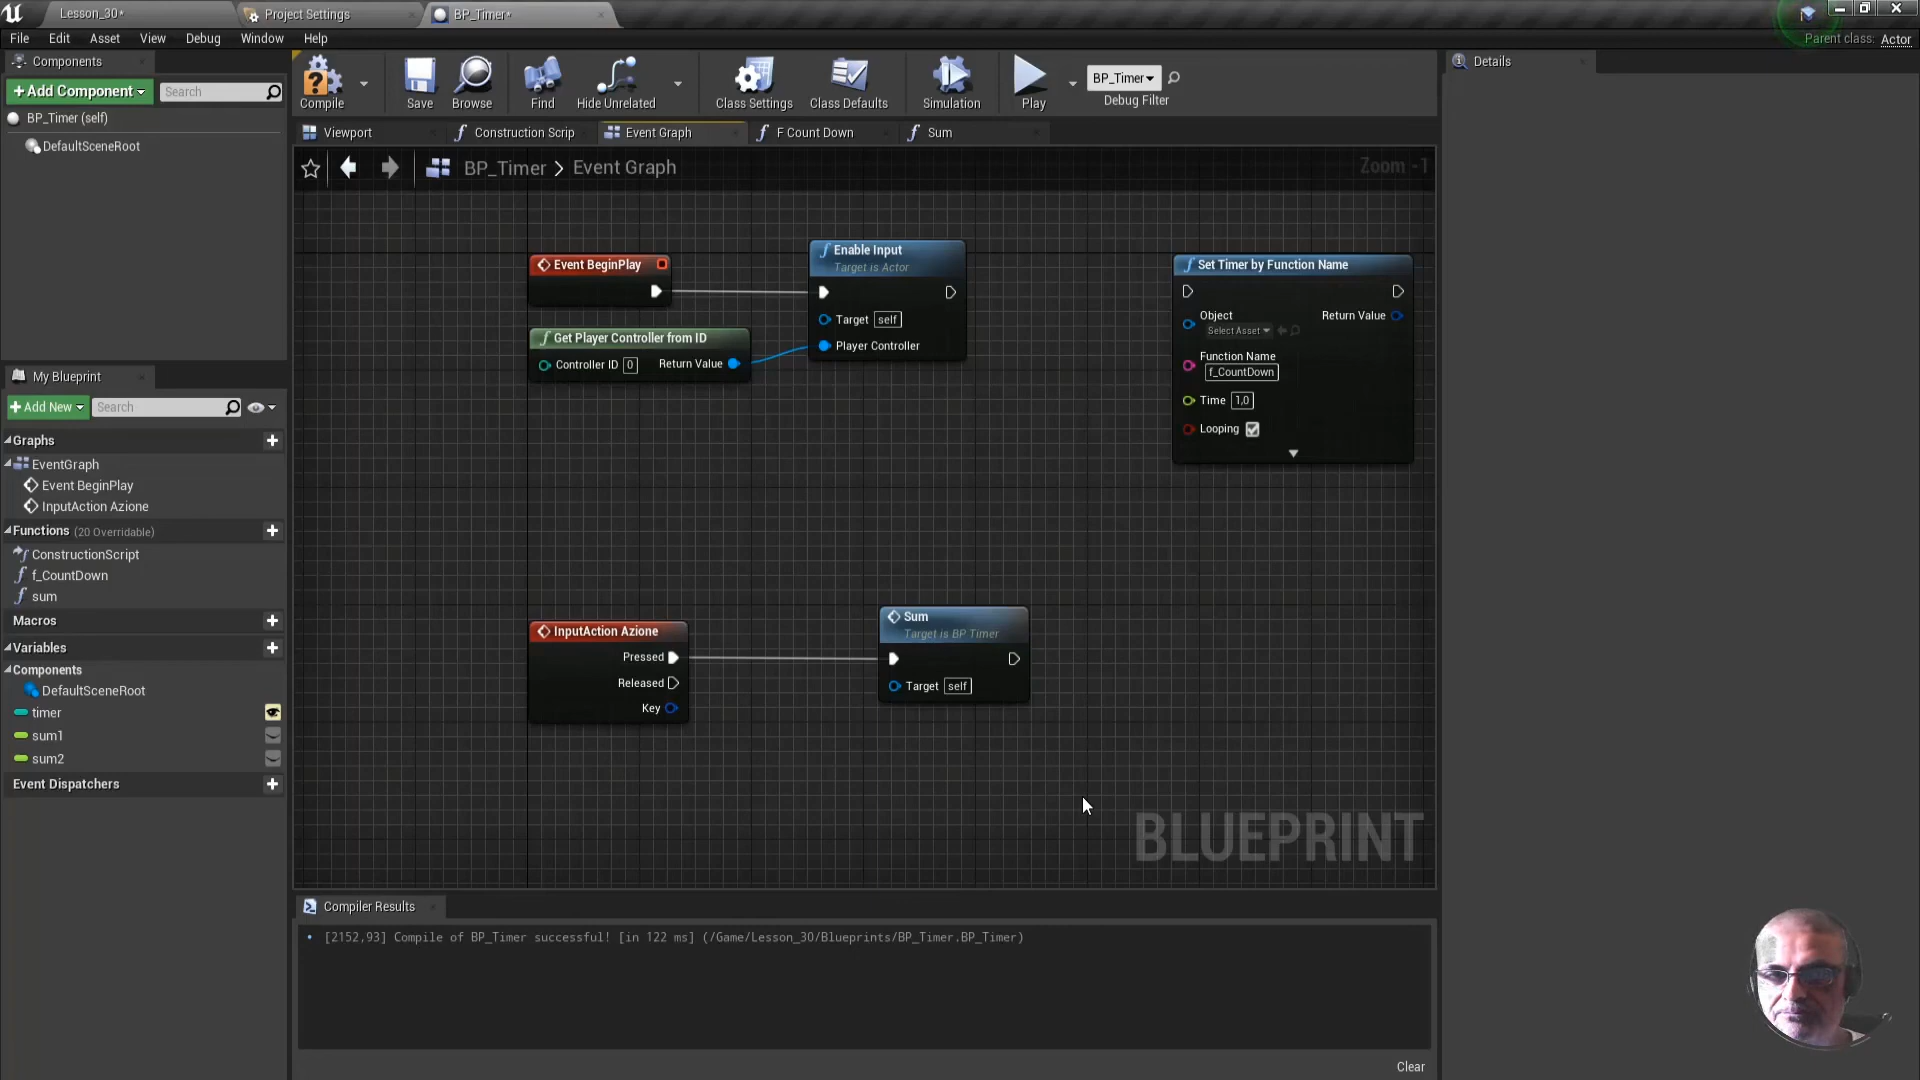 Lesson_30*
Project Settings
BP_Timer*
File Edit Asset View Debug Window Help
Parent class: Actor
Components
+Add Component
Search
BP_Timer (self)
DefaultSceneRoot
Compile
Save
Browse
Find
Hide Unrelated
Class Settings
Class Defaults
Simulation
Play
BP_Timer
Debug Filter
Details
Viewport
Construction Scrip
Event Graph
F Count Down
Sum
BP_Timer > Event Graph
Zoom -1
Event BeginPlay
Enable Input
Target is Actor
Target self
Player Controller
Get Player Controller from ID
Controller ID 0
Return Value
Set Timer by Function Name
Object
Select Asset
Return Value
Function Name
f_CountDown
Time 1,0
Looping
InputAction Azione
Pressed
Released
Key
Sum
Target is BP Timer
Target self
BLUEPRINT
My Blueprint
+Add New
Search
Graphs
EventGraph
Event BeginPlay
InputAction Azione
Functions (20 Overridable)
ConstructionScript
f_CountDown
sum
Macros
Variables
Components
DefaultSceneRoot
timer
sum1
sum2
Event Dispatchers
Compiler Results
[2152,93] Compile of BP_Timer successful! [in 122 ms] (/Game/Lesson_30/Blueprints/BP_Timer.BP_Timer)
Clear